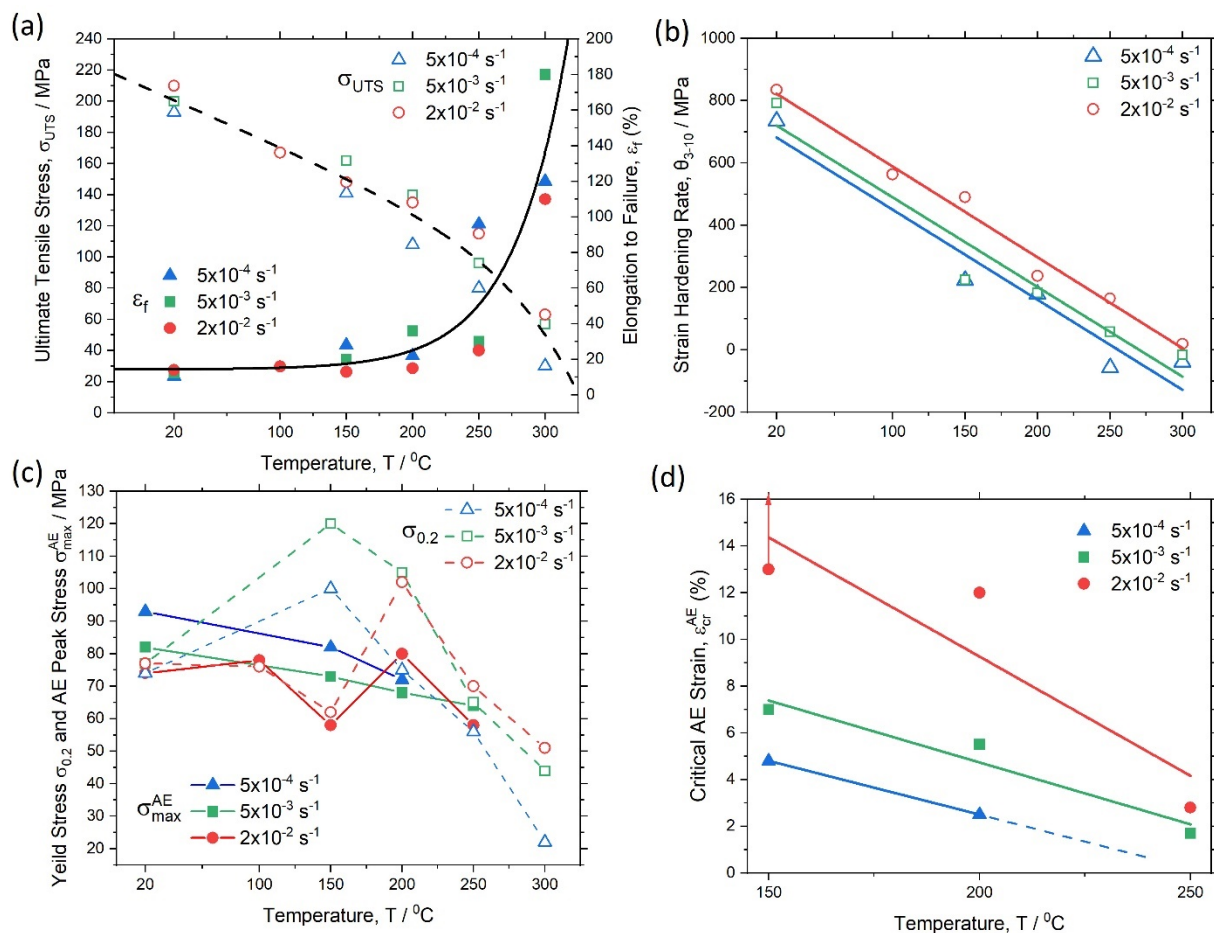 (a)
Ultimate Tensile Stress, σUTS / MPa
240
220
200
180
160
140
120
100
80
60
40
20
0
σUTS
5x10-4 s-1
5x10-3 s-1
2x10-2 s-1
εf
5x10-4 s-1
5x10-3 s-1
2x10-2 s-1
200
180
160
140
120
100
80
60
40
20
0
Elongation to Failure, εf (%)
20 100 150 200 250 300
Temperature, T / 0C
(b)
Strain Hardening Rate, θ3-10 / MPa
1000
800
600
400
200
0
-200
5x10-4 s-1
5x10-3 s-1
2x10-2 s-1
20 100 150 200 250 300
Temperature, T / 0C
(c)
Yeild Stress σ0.2 and AE Peak Stress σmaxAE / MPa
130
120
110
100
90
80
70
60
50
40
30
20
σ0.2
5x10-4 s-1
5x10-3 s-1
2x10-2 s-1
σmaxAE
5x10-4 s-1
5x10-3 s-1
2x10-2 s-1
20 100 150 200 250 300
Temperature, T / 0C
(d)
Critical AE Strain, εcrAE (%)
16
14
12
10
8
6
4
2
0
5x10-4 s-1
5x10-3 s-1
2x10-2 s-1
150 200 250
Temperature, T / 0C